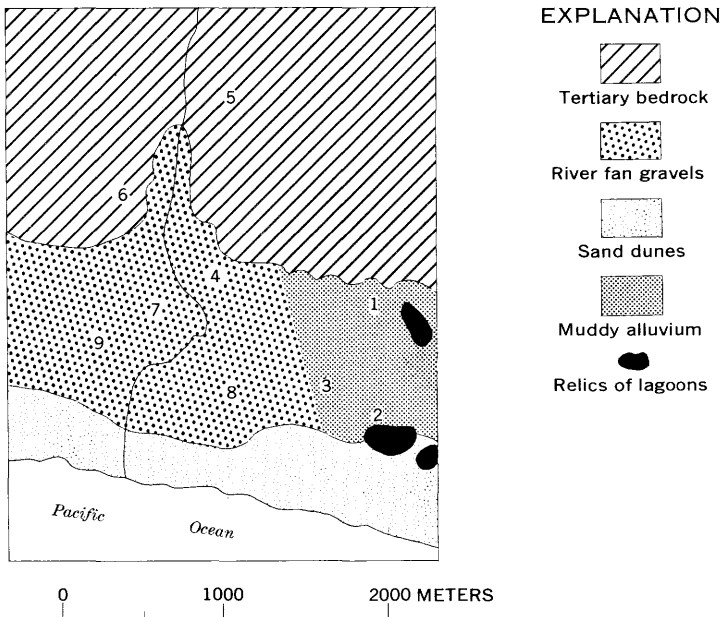 EXPLANATION
Tertiary bedrock
River fan gravels
Sand dunes
Muddy alluvium
Relics of lagoons
5
6
4
1
7
9
3
8
2
Pacific
Ocean
0 1000 2000 METERS